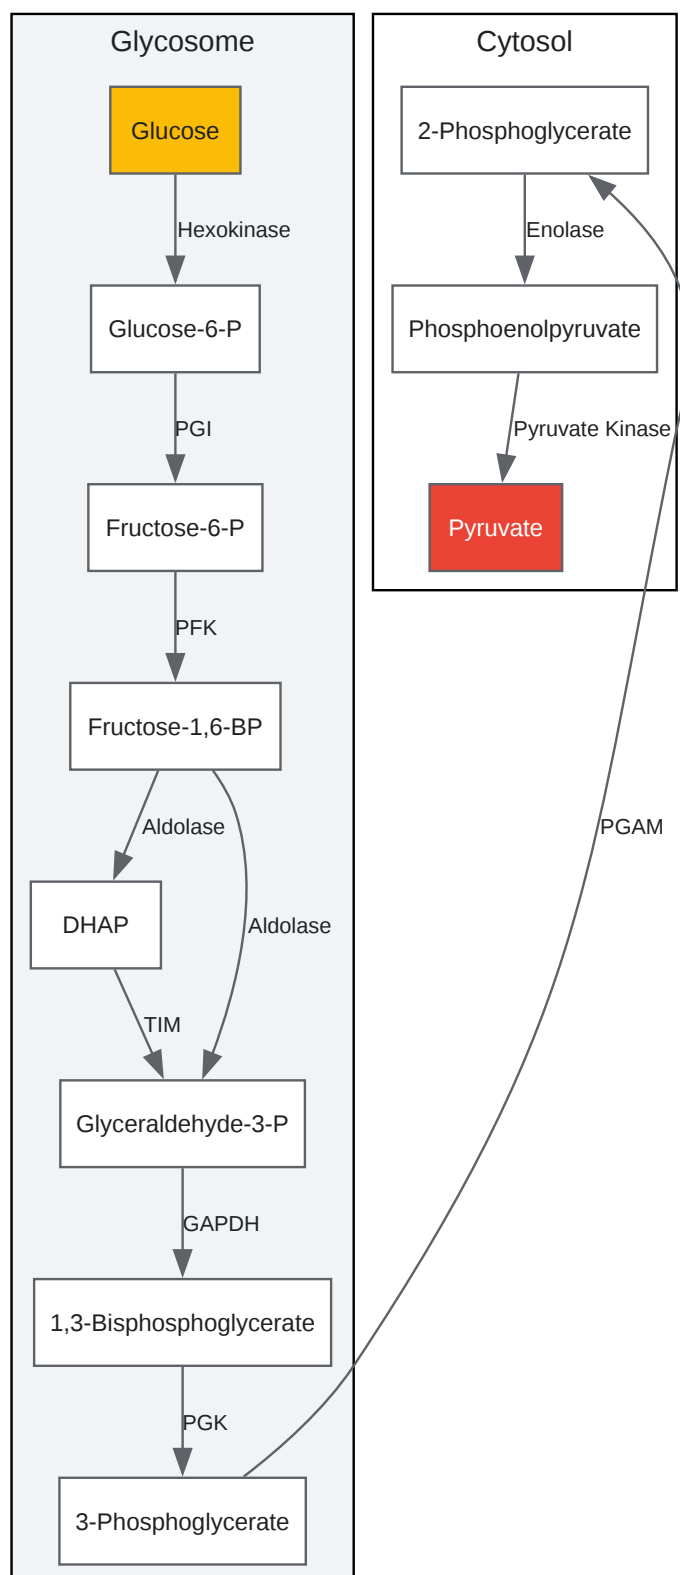 Glycosome
Glucose
Hexokinase
Glucose-6-P
PGI
Fructose-6-P
PFK
Fructose-1,6-BP
Aldolase
DHAP
Aldolase
TIM
Glyceraldehyde-3-P
GAPDH
1,3-Bisphosphoglycerate
PGK
3-Phosphoglycerate
PGAM
Cytosol
2-Phosphoglycerate
Enolase
Phosphoenolpyruvate
Pyruvate Kinase
Pyruvate